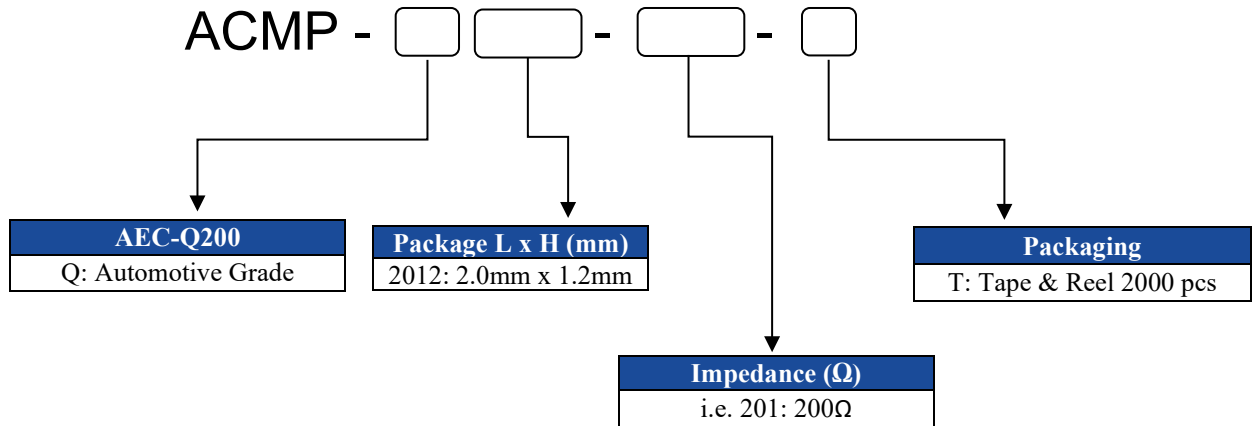 ACMP - - -
AEC-Q200
Q: Automotive Grade
Package L x H (mm)
2012: 2.0mm x 1.2mm
Packaging
T: Tape & Reel 2000 pcs
Impedance (Ω)
i.e. 201: 200Ω